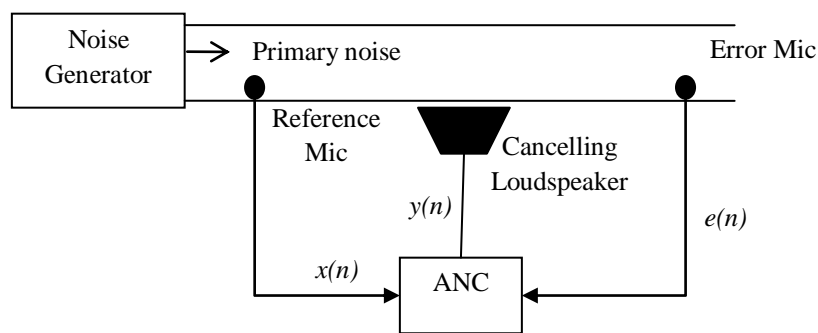 Noise
Generator
Primary noise
Error Mic
Reference
Mic
Cancelling
Loudspeaker
y(n)
e(n)
x(n)
ANC